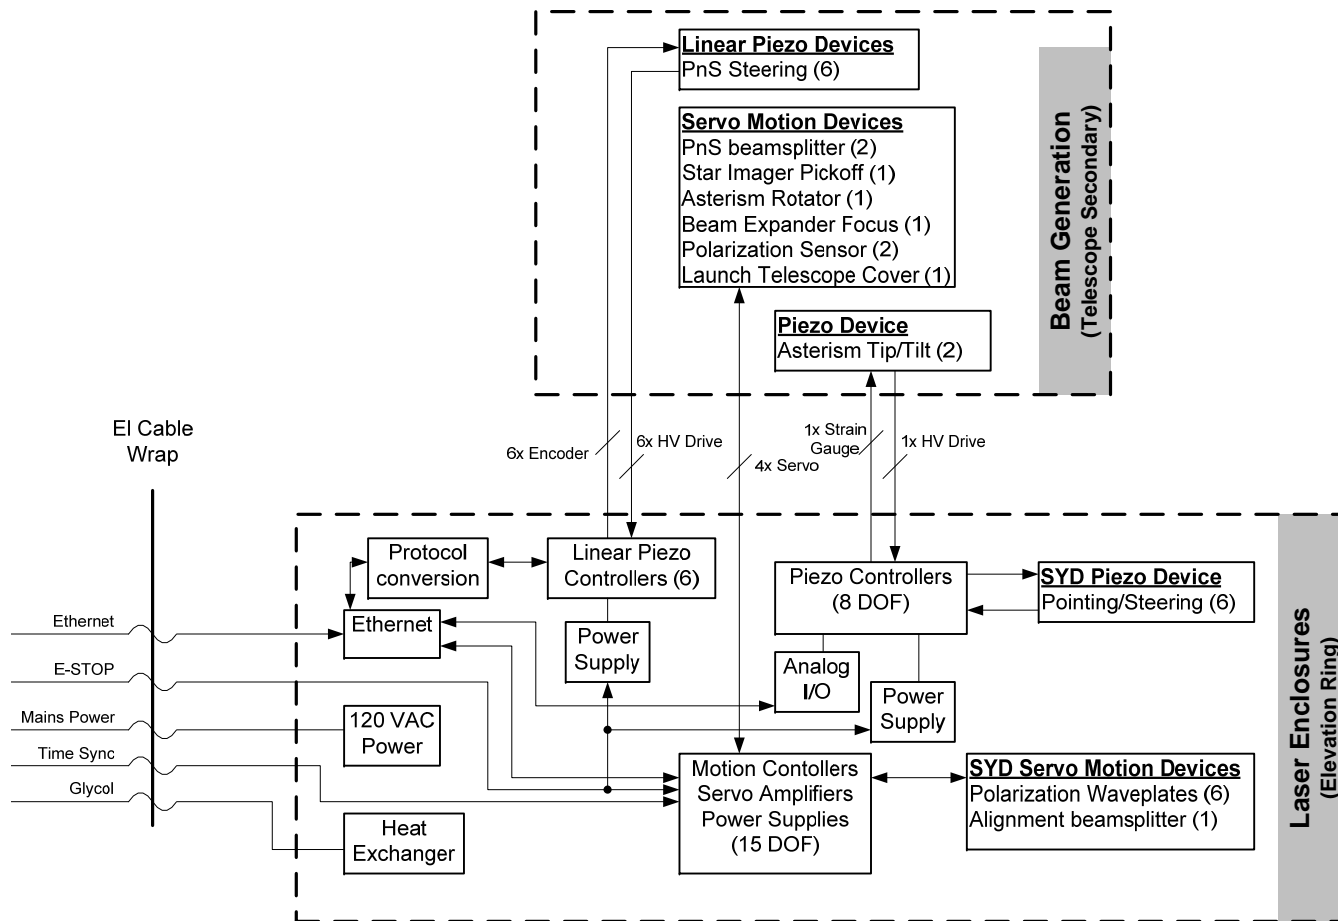 Linear Piezo Devices
PnS Steering (6)
Servo Motion Devices
PnS beamsplitter (2)
Star Imager Pickoff (1)
Asterism Rotator (1)
Beam Expander Focus (1)
Polarization Sensor (2)
Launch Telescope Cover (1)
Piezo Device
Asterism Tip/Tilt (2)
Beam Generation
(Telescope Secondary)
El Cable
Wrap
6x Encoder
6x HV Drive
4x Servo
1x Strain
Gauge
1x HV Drive
Ethernet
E-STOP
Mains Power
Time Sync
Glycol
Protocol
conversion
Linear Piezo
Controllers (6)
Ethernet
Power
Supply
Piezo Controllers
(8 DOF)
SYD Piezo Device
Pointing/Steering (6)
Analog
I/O
Power
Supply
120 VAC
Power
Heat
Exchanger
Motion Contollers
Servo Amplifiers
Power Supplies
(15 DOF)
SYD Servo Motion Devices
Polarization Waveplates (6)
Alignment beamsplitter (1)
Laser Enclosures
(Elevation Ring)